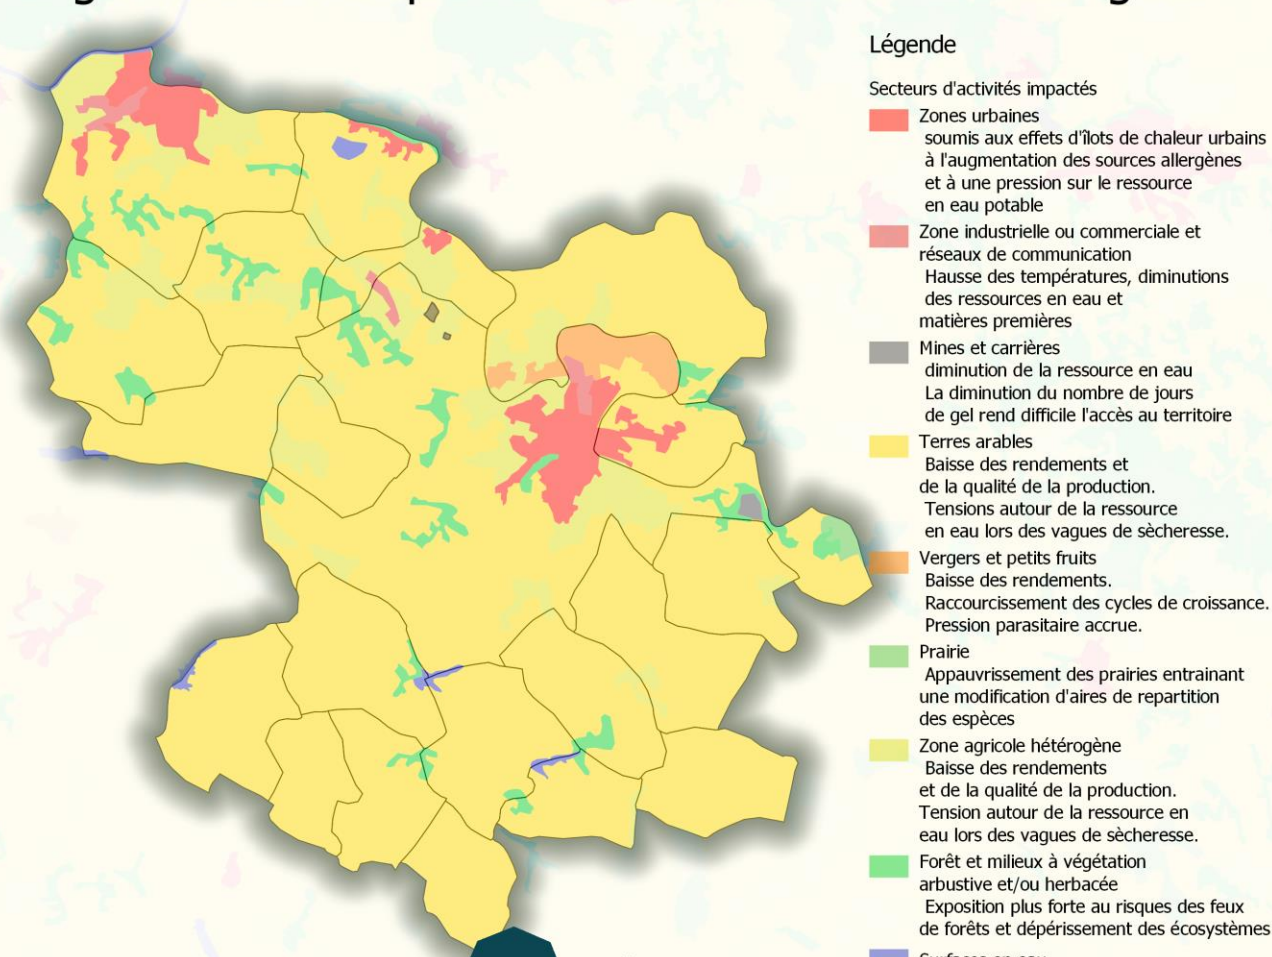 Légende
Secteurs d'activités impactés
Zones urbaines
soumis aux effets d'îlots de chaleur urbains
à l'augmentation des sources allergènes
et à une pression sur le ressource
en eau potable
Zone industrielle ou commerciale et
réseaux de communication
Hausse des températures, diminutions
des ressources en eau et
matières premières
Mines et carrières
diminution de la ressource en eau
La diminution du nombre de jours
de gel rend difficile l'accès au territoire
Terres arables
Baisse des rendements et
de la qualité de la production.
Tensions autour de la ressource
en eau lors des vagues de sècheresse.
Vergers et petits fruits
Baisse des rendements.
Raccourcissement des cycles de croissance.
Pression parasitaire accrue.
Prairie
Appauvrissement des prairies entrainant
une modification d'aires de repartition
des espèces
Zone agricole hétérogène
Baisse des rendements
et de la qualité de la production.
Tension autour de la ressource en
eau lors des vagues de sècheresse.
Forêt et milieux à végétation
arbustive et/ou herbacée
Exposition plus forte au risques des feux
de forêts et dépérissement des écosystèmes